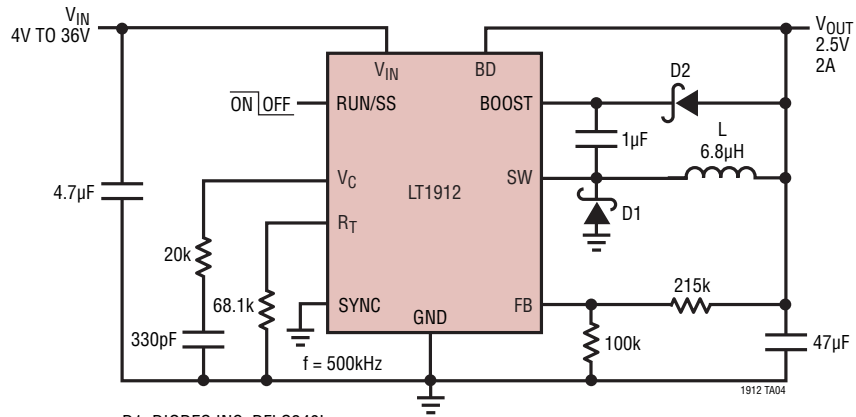 VIN
4V TO 36V
VOUT
2.5V
2A
VIN
BD
D2
ON OFF
RUN/SS
BOOST
L
6.8µH
1µF
4.7µF
VC
LT1912
SW
D1
RT
20k
68.1k
215k
SYNC
GND
FB
330pF
100k
47µF
f = 500kHz
1912 TA04